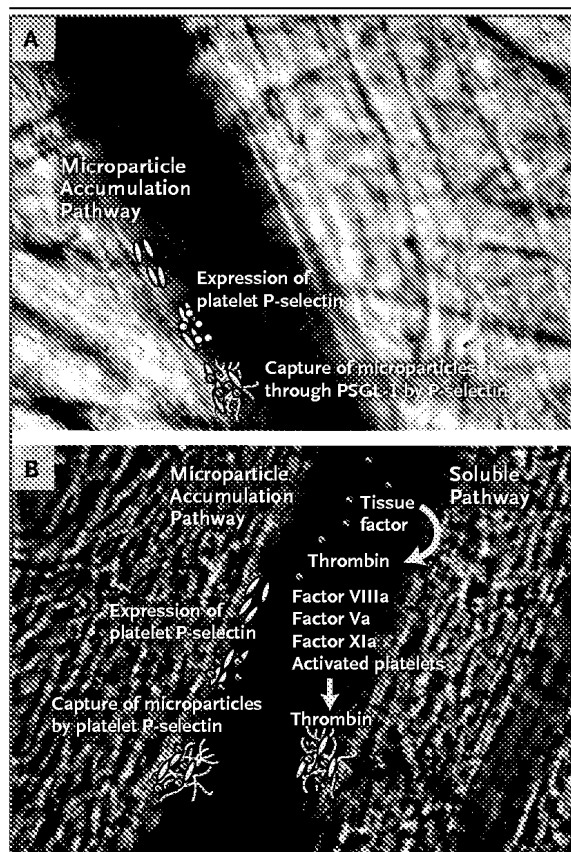 A
Microparticle
Accumulation
Pathway
Expression of
platelet P-selectin
Capture of microparticles
through PSGL-1 by P-selectin
B
Microparticle
Accumulation
Pathway
Soluble
Pathway
Tissue
factor
Thrombin
Factor VIIIa
Factor Va
Factor XIa
Activated platelets
Expression of
platelet P-selectin
Capture of microparticles
by platelet P-selectin
Thrombin